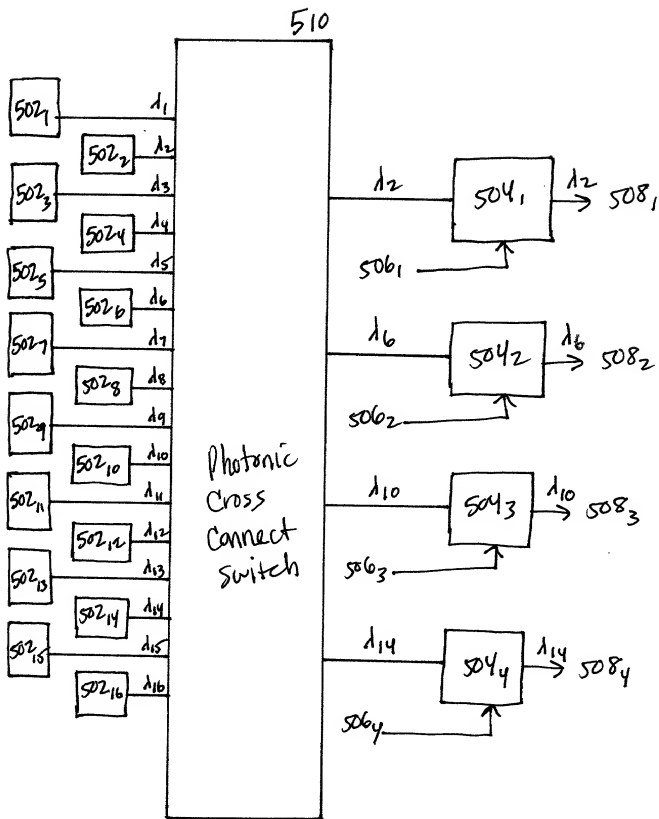 510
502₁ λ₁
502₂ λ₂
502₃ λ₃
502₄ λ₄
502₅ λ₅
502₆ λ₆
502₇ λ₇
502₈ λ₈
502₉ λ₉
502₁₀ λ₁₀
502₁₁ λ₁₁
502₁₂ λ₁₂
502₁₃ λ₁₃
502₁₄ λ₁₄
502₁₅ λ₁₅
502₁₆ λ₁₆
Photonic
Cross
Connect
Switch
λ₂ 504₁ λ₂ 508₁
506₁
λ₆ 504₂ λ₆ 508₂
506₂
λ₁₀ 504₃ λ₁₀ 508₃
506₃
λ₁₄ 504₄ λ₁₄ 508₄
506₄